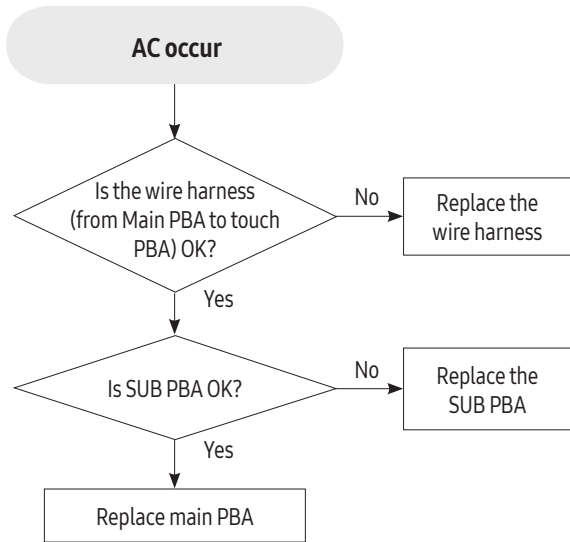 AC occur
Is the wire harness
(from Main PBA to touch
PBA) OK?
No
Replace the
wire harness
Yes
Is SUB PBA OK?
No
Replace the
SUB PBA
Yes
Replace main PBA